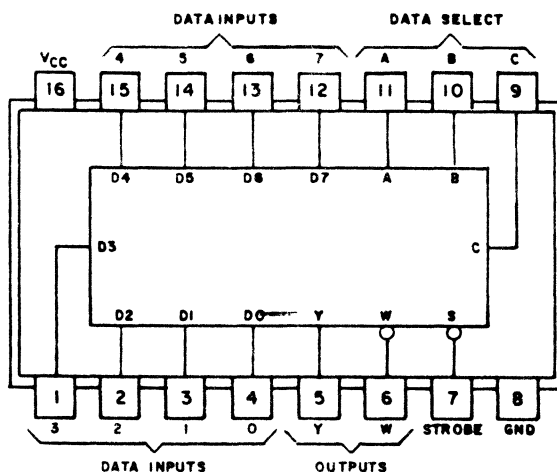 DATA INPUTS DATA SELECT
VCC 4 5 6 7 A B C
16 15 14 13 12 11 10 9
D4 D5 D6 D7 A B
D3 C
D2 D1 D0 Y W S
1 2 3 4 5 6 7 8
3 2 1 0 Y W STROBE GND
DATA INPUTS OUTPUTS